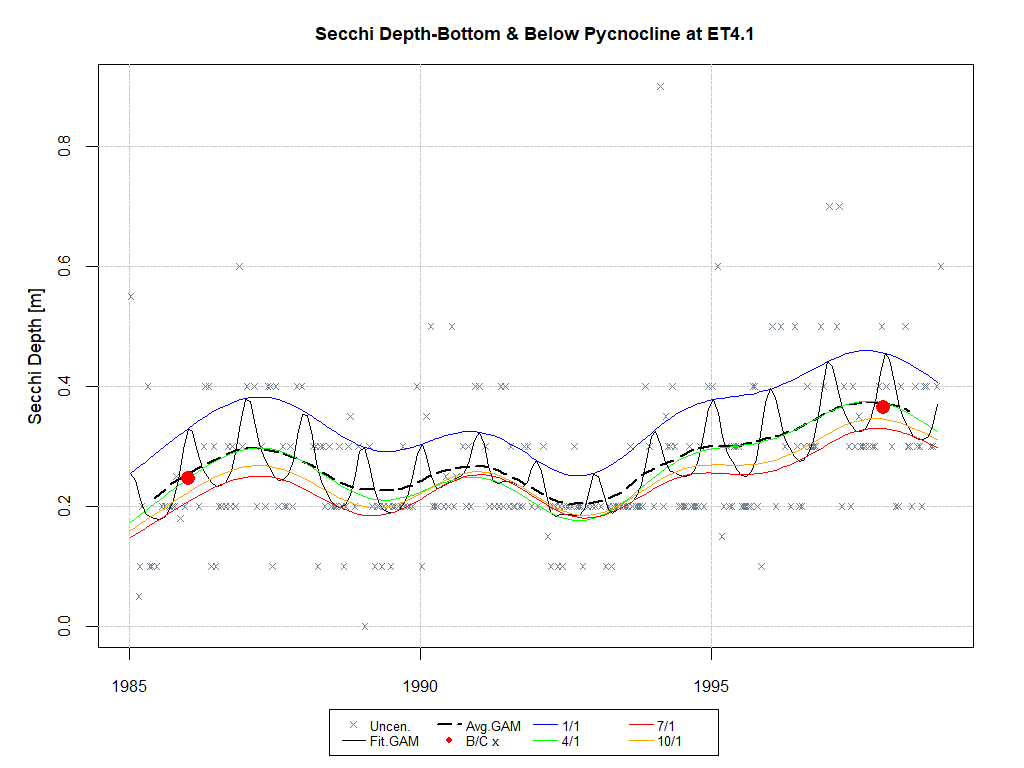 Secchi Depth-Bottom & Below Pycnocline at ET4.1
Secchi Depth [m]
0.8
0.6
0.4
0.2
0.0
1985 1990 1995
Uncen. Avg.GAM 1/1 7/1
Fit.GAM B/C x 4/1 10/1